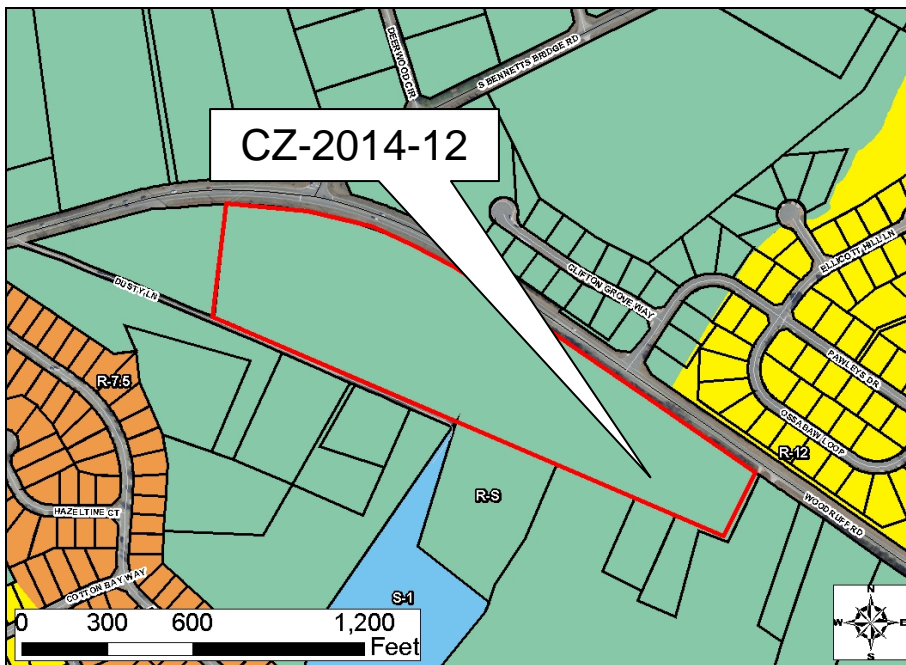 DEERWOOD CIR
S BENNETTS BRIDGE RD
CZ-2014-12
ELLICOTT HILL LN
CLIFTON GROVE WAY
DUSTY LN
PAWLEYS DR
R-7.5
OSSABAW LOOP
R-12
R-S
WOODRUFF RD
HAZELTINE CT
COTTON BAY WAY
S-1
0 300 600 1,200
Feet
N
W E
S